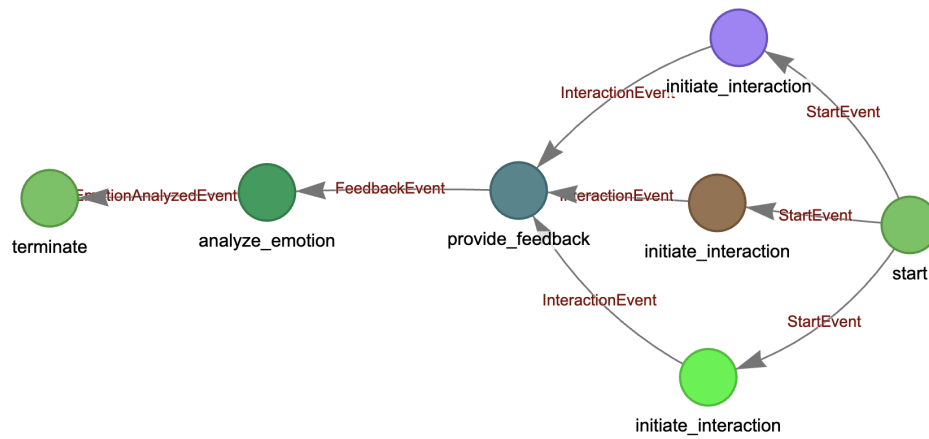 InteractionEvent
initiate_interaction
StartEvent
EmotionAnalyzedEvent
FeedbackEvent
InteractionEvent
StartEvent
terminate
analyze_emotion
provide_feedback
initiate_interaction
start
InteractionEvent
StartEvent
initiate_interaction